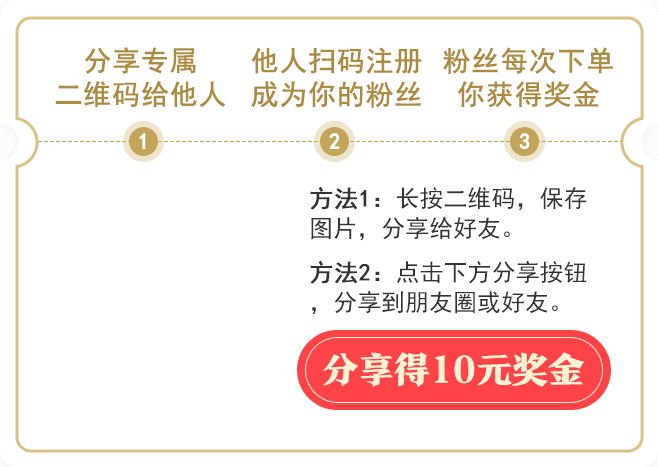 分享专属
二维码给他人
他人扫码注册
成为你的粉丝
粉丝每次下单
你获得奖金
1
2
3
方法1：长按二维码，保存
图片，分享给好友。
方法2：点击下方分享按钮
，分享到朋友圈或好友。
分享得10元奖金